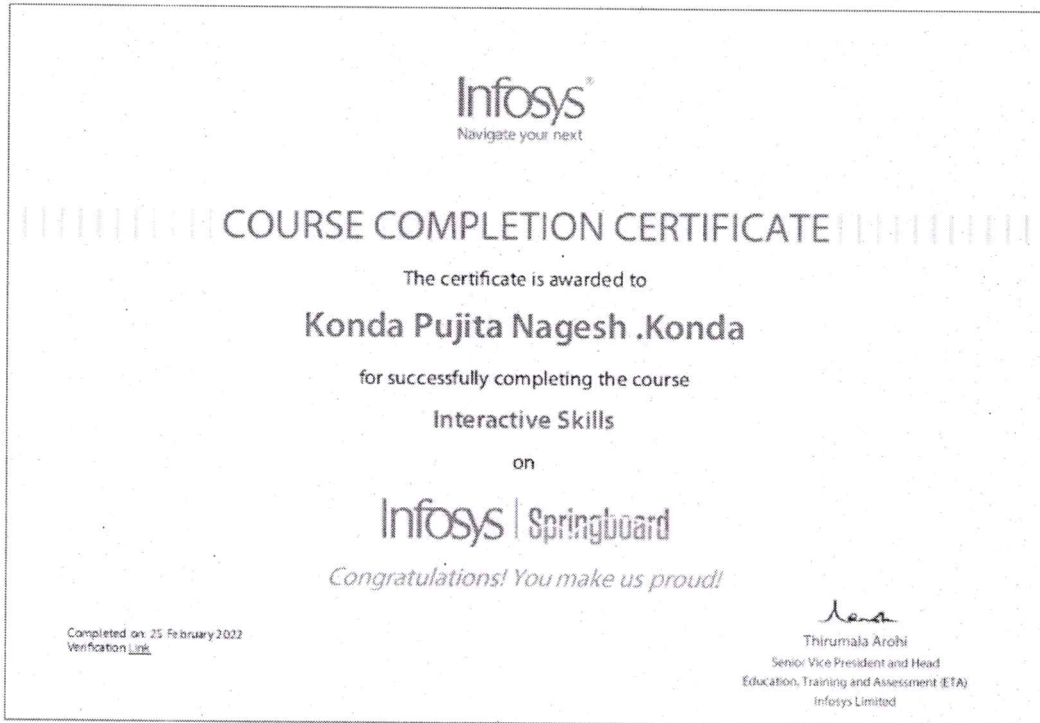 Infosys®
Navigate your next
COURSE COMPLETION CERTIFICATE
The certificate is awarded to
Konda Pujita Nagesh .Konda
for successfully completing the course
Interactive Skills
on
Infosys | Springboard
Congratulations! You make us proud!
Completed on: 25 February 2022
Verification Link
Thirumala Arohi
Senior Vice President and Head
Education, Training and Assessment (ETA)
Infosys Limited